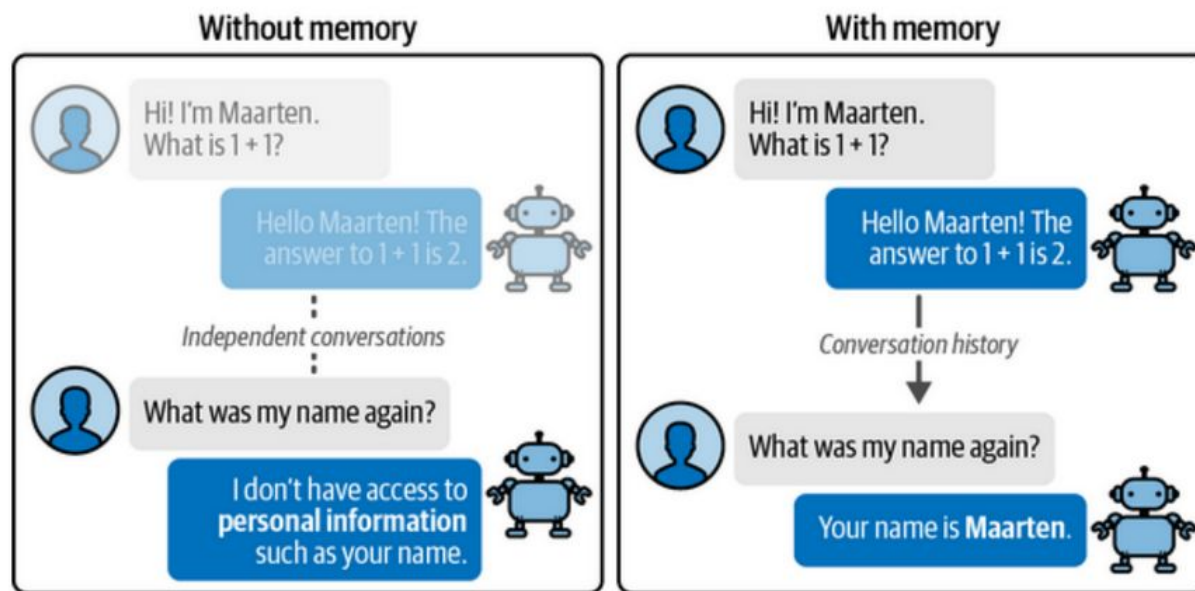 Without memory
Hi! I'm Maarten.
What is 1 + 1?
Hello Maarten! The
answer to 1 + 1 is 2.
Independent conversations
What was my name again?
I don't have access to
personal information
such as your name.
With memory
Hi! I'm Maarten.
What is 1 + 1?
Hello Maarten! The
answer to 1 + 1 is 2.
Conversation history
What was my name again?
Your name is Maarten.